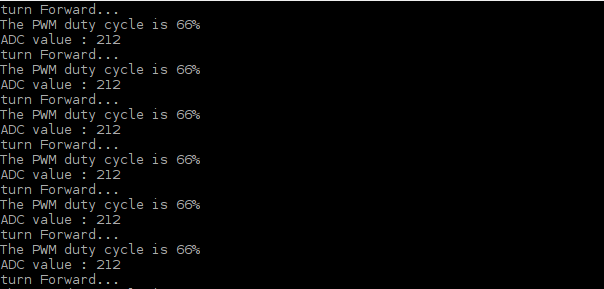 turn Forward...
The PWM duty cycle is 66%
ADC value : 212
turn Forward...
The PWM duty cycle is 66%
ADC value : 212
turn Forward...
The PWM duty cycle is 66%
ADC value : 212
turn Forward...
The PWM duty cycle is 66%
ADC value : 212
turn Forward...
The PWM duty cycle is 66%
ADC value : 212
turn Forward...
The PWM duty cycle is 66%
ADC value : 212
turn Forward...